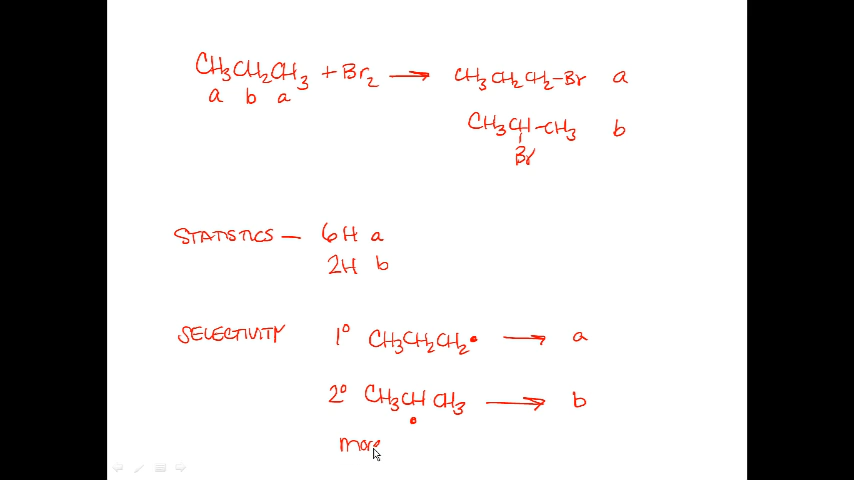 CH3CH2CH3 + Br2 → CH3CH2CH2-Br a
a b a
CH3CH-CH3 b
Br
STATISTICS — 6H a
2H b
SELECTIVITY 1° CH3CH2CH2• → a
2° CH3CHCH3 → b
•
more